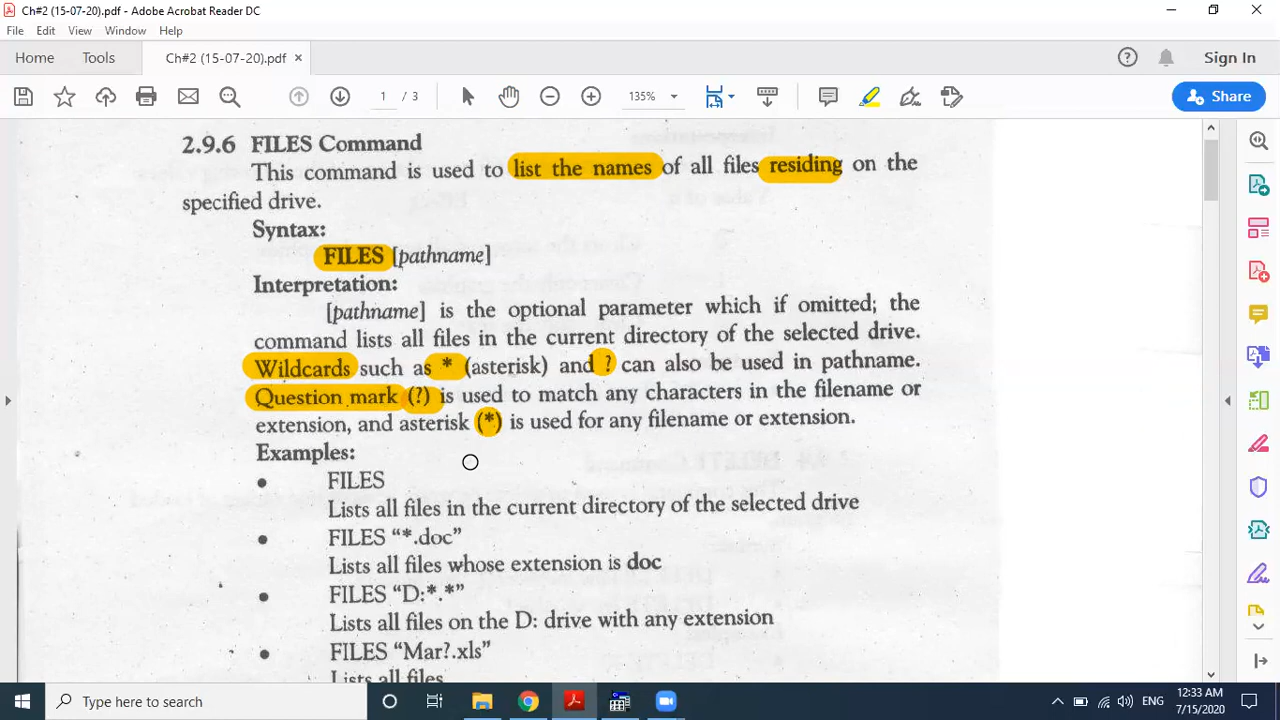 Ch#2 (15-07-20).pdf - Adobe Acrobat Reader DC
File Edit View Window Help
Home Tools Ch#2 (15-07-20).pdf × Sign In
1 / 3 135% Share
2.9.6 FILES Command
This command is used to list the names of all files residing on the
specified drive.
Syntax:
FILES [pathname]
Interpretation:
[pathname] is the optional parameter which if omitted; the
command lists all files in the current directory of the selected drive.
Wildcards such as * (asterisk) and ? can also be used in pathname.
Question mark (?) is used to match any characters in the filename or
extension, and asterisk (*) is used for any filename or extension.
Examples:
• FILES
Lists all files in the current directory of the selected drive
• FILES “*.doc”
Lists all files whose extension is doc
• FILES “D:*.*”
Lists all files on the D: drive with any extension
• FILES “Mar?.xls”
Lists all files
Type here to search
ENG
12:33 AM
7/15/2020